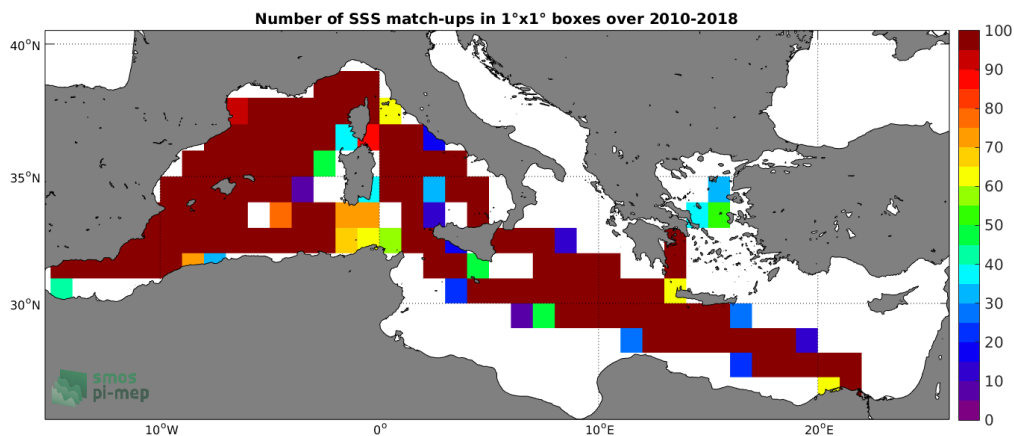 Number of SSS match-ups in 1°x1° boxes over 2010-2018
40°N
35°N
30°N
10°W
0°
10°E
20°E
100
90
80
70
60
50
40
30
20
10
0
smos
pi-mep